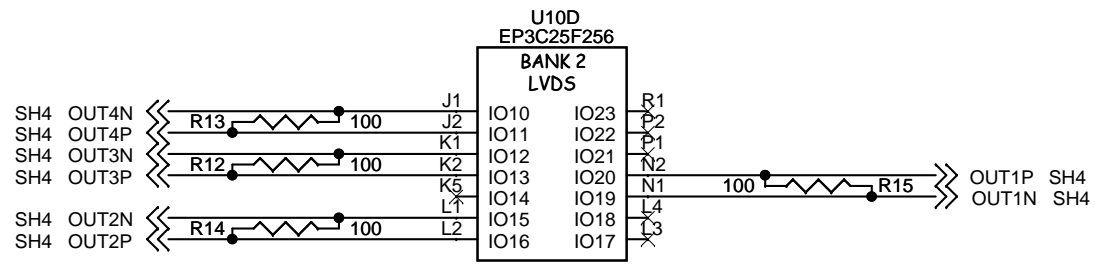 U10D
EP3C25F256
BANK 2
LVDS
SH4 OUT4N J1 IO10 IO23 R1
R13 100
SH4 OUT4P J2 IO11 IO22 P2
SH4 OUT3N K1 IO12 IO21 P1
R12 100
SH4 OUT3P K2 IO13 IO20 N2 OUT1P SH4
100 R15
K5 IO14 IO19 N1 OUT1N SH4
SH4 OUT2N L1 IO15 IO18 L4
R14 100
SH4 OUT2P L2 IO16 IO17 L3